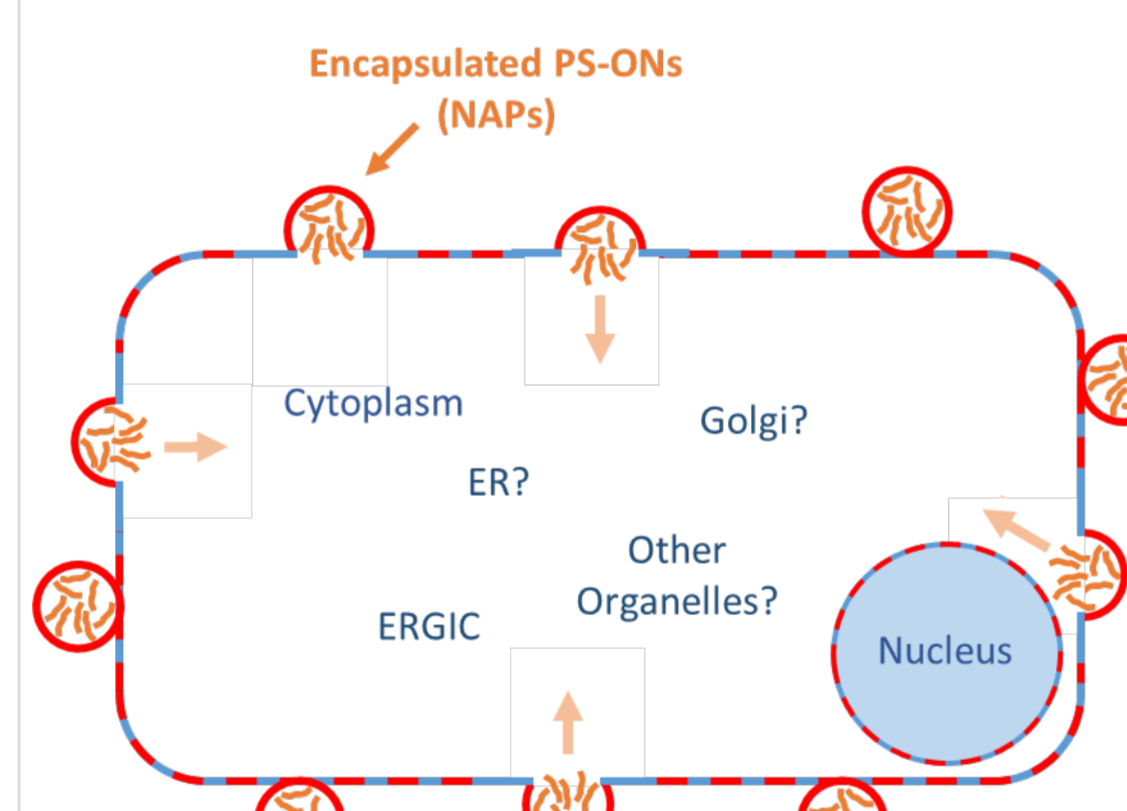 Encapsulated PS-ONs
(NAPs)
Cytoplasm
Golgi?
ER?
Other
Organelles?
ERGIC
Nucleus